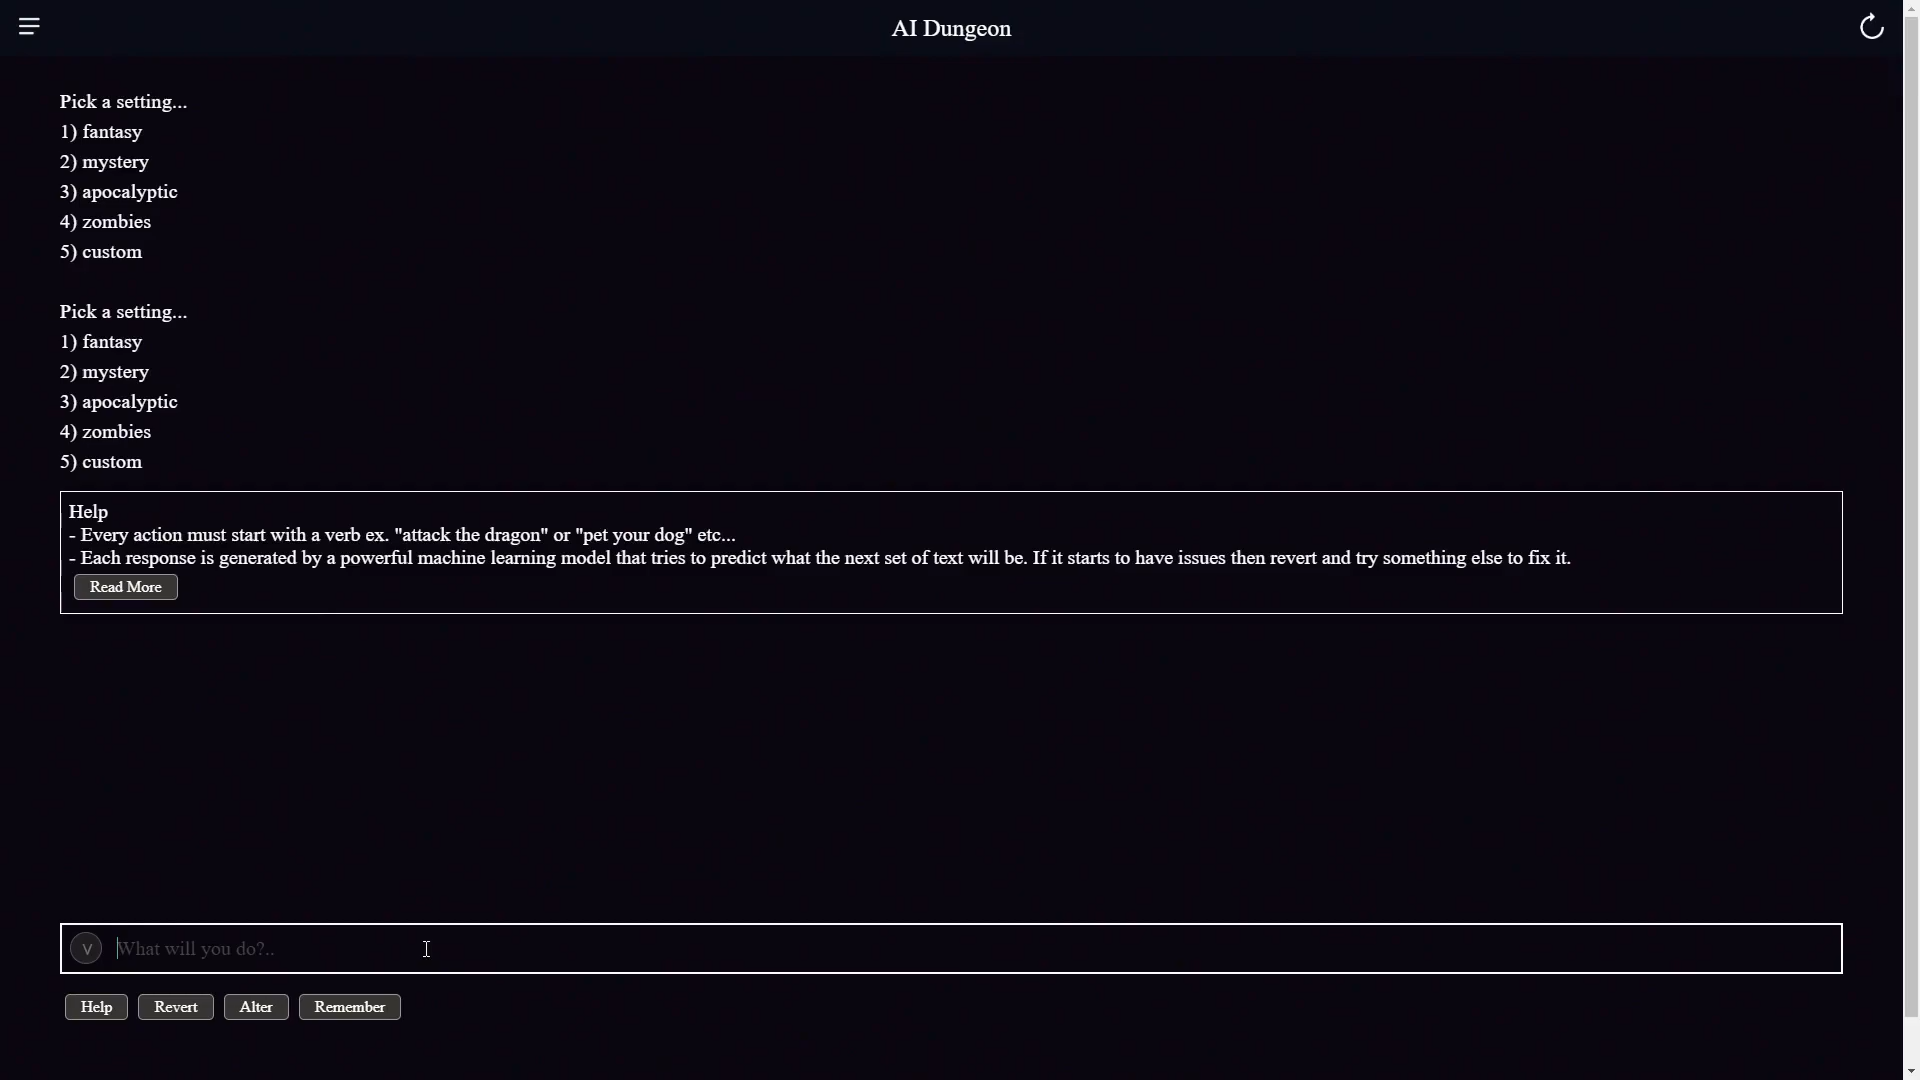 AI Dungeon
Pick a setting...
1) fantasy
2) mystery
3) apocalyptic
4) zombies
5) custom
Pick a setting...
1) fantasy
2) mystery
3) apocalyptic
4) zombies
5) custom
Help
- Every action must start with a verb ex. "attack the dragon" or "pet your dog" etc...
- Each response is generated by a powerful machine learning model that tries to predict what the next set of text will be. If it starts to have issues then revert and try something else to fix it.
Read More
V What will you do?..
Help Revert Alter Remember